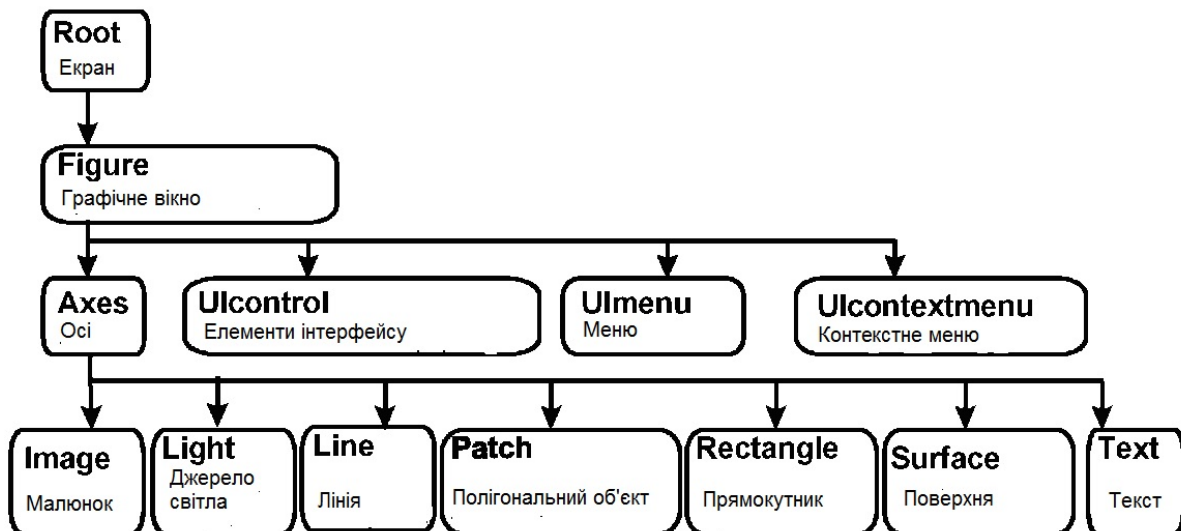 Root
Екран
Figure
Графічне вікно
Axes
Осі
UIcontrol
Елементи інтерфейсу
UImenu
Меню
UIcontextmenu
Контекстне меню
Image
Малюнок
Light
Джерело
світла
Line
Лінія
Patch
Полігональний об'єкт
Rectangle
Прямокутник
Surface
Поверхня
Text
Текст